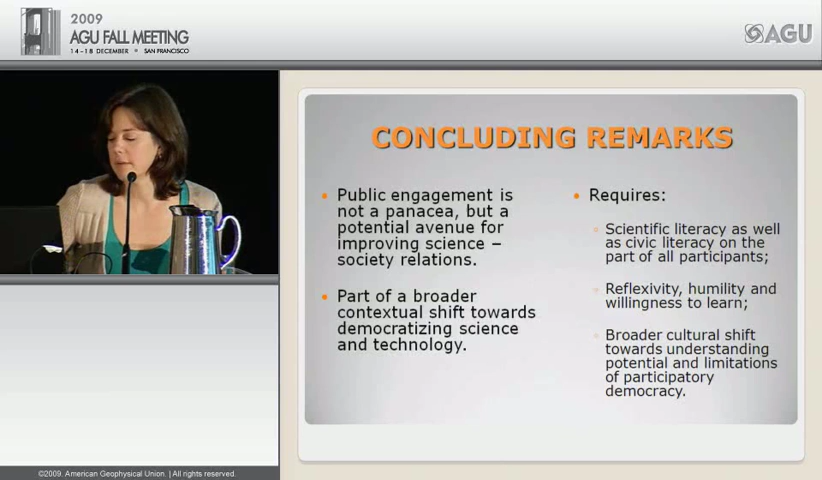 2009
AGU FALL MEETING
14-18 DECEMBER • SAN FRANCISCO
AGU
CONCLUDING REMARKS
• Public engagement is
not a panacea, but a
potential avenue for
improving science –
society relations.
• Part of a broader
contextual shift towards
democratizing science
and technology.
• Requires:
Scientific literacy as well
as civic literacy on the
part of all participants;
Reflexivity, humility and
willingness to learn;
Broader cultural shift
towards understanding
potential and limitations
of participatory
democracy.
©2009. American Geophysical Union. | All rights reserved.